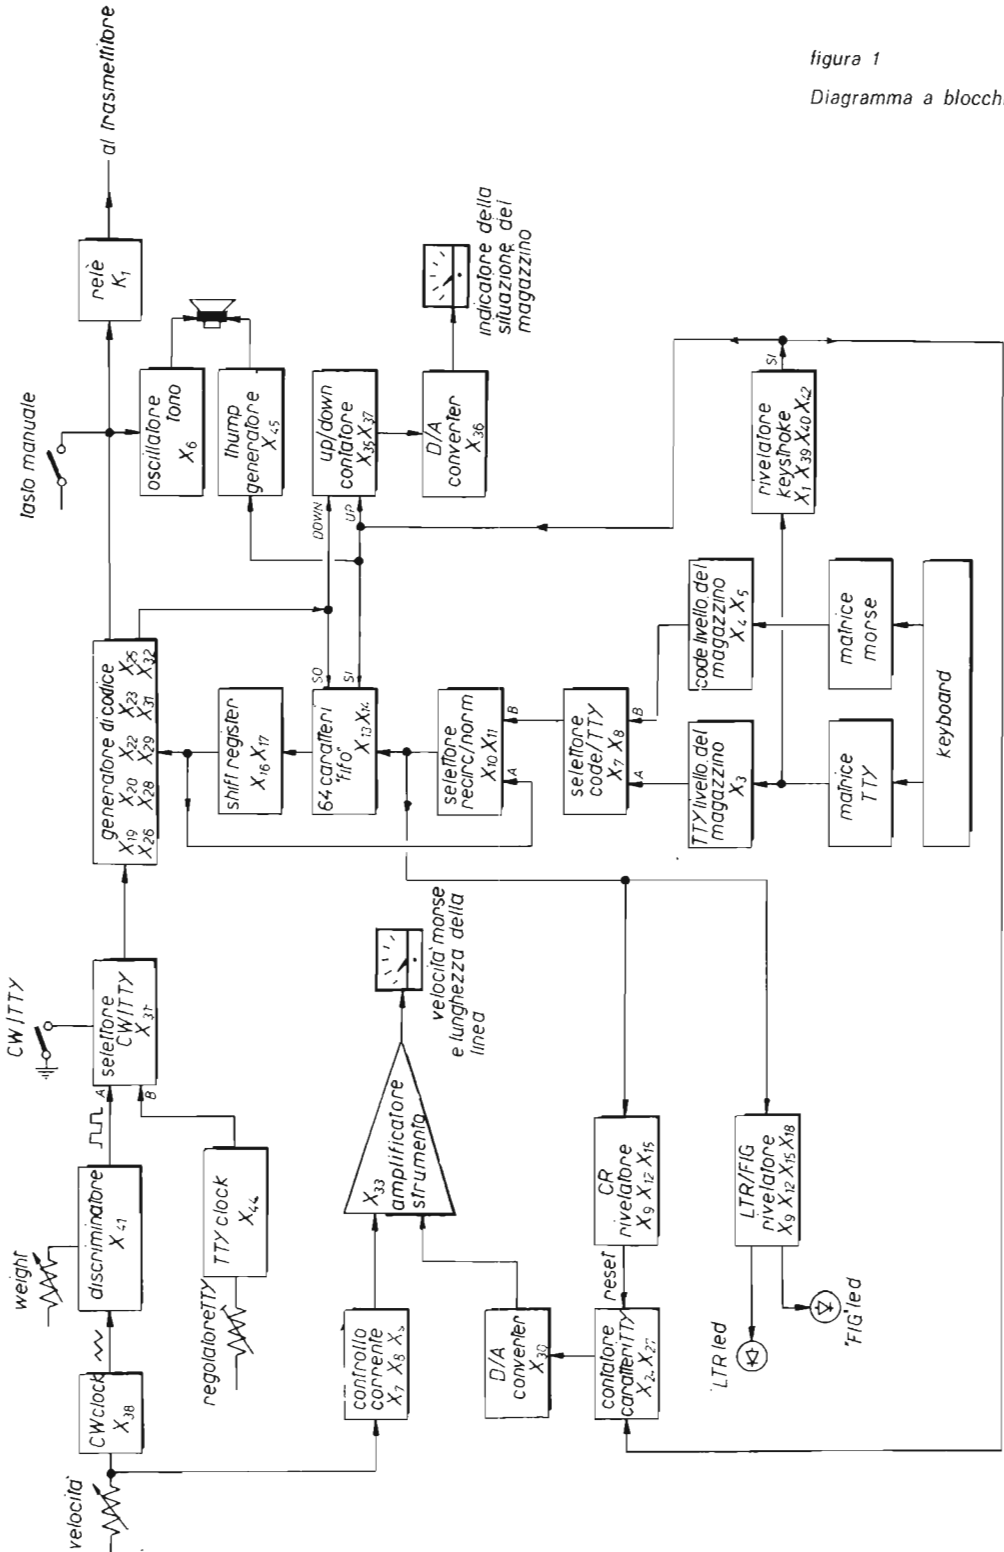 figura 1
Diagramma a blocch
al trasmettitore
relè
K1
tasto manuale
oscillatore
tono
X6
thump
generatore
X45
up/down
contatore
X35 X37
DOWN
UP
D/A
converter
X36
indicatore della
situazione del
magazzino
rivelatore
keystroke
X1 X39 X40 X42
SI
generatore di codice
X19 X20 X22 X23 X25
X26 X28 X29 X31 X32
shift register
X16 X17
64 caratteri
"fifo"
X13 X14
SO
SI
selettore
recirc/norm
X10 X11
A
B
selettore
code/TTY
X7 X8
A
B
code livello del
magazzino
X4 X5
TTY livello del
magazzino
X3
matrice
morse
matrice
TTY
keyboard
CW/TTY
selettore
CW/TTY
X31
A
B
velocità morse
e lunghezza della
linea
X33
amplificatore
strumento
weight
discriminatore
X41
TTY clock
X44
regolatore TTY
CW clock
X38
velocità
controllo
corrente
X7 X8 X9
D/A
converter
X30
CR
rivelatore
X9 X12 X15
reset
contatore
caratteri TTY
X2 X27
LTR/FIG
rivelatore
X9 X12 X15 X18
"LTR led
"FIG" led